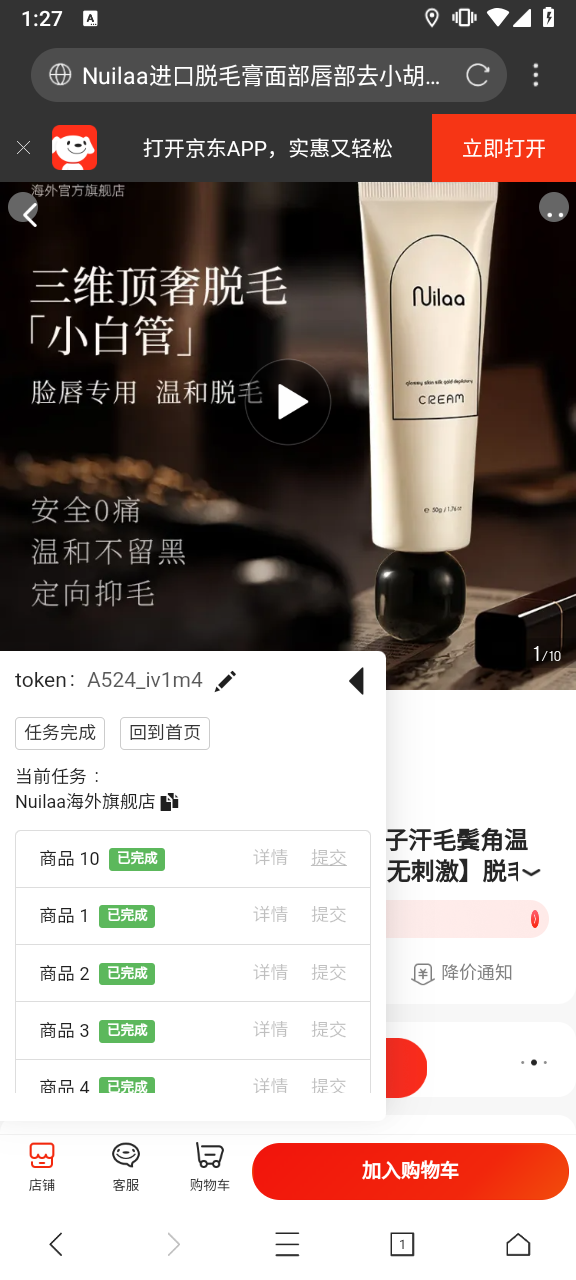 1:27
Nuilaa进口脱毛膏面部唇部去小胡...
打开京东APP，实惠又轻松
立即打开
海外官方旗舰店
三维顶奢脱毛
「小白管」
脸唇专用 温和脱毛
安全0痛
温和不留黑
定向抑毛
Nilaa
glossy skin silk gold depilatory
CREAM
e 50g / 1.76oz
1/10
token： A524_iv1m4
任务完成
回到首页
当前任务 ：
Nuilaa海外旗舰店
商品 10 已完成 详情 提交
商品 1 已完成 详情 提交
商品 2 已完成 详情 提交
商品 3 已完成 详情 提交
商品 4 已完成 详情 提交
子汗毛鬓角温
无刺激】脱毛
降价通知
店铺
客服
购物车
加入购物车
1